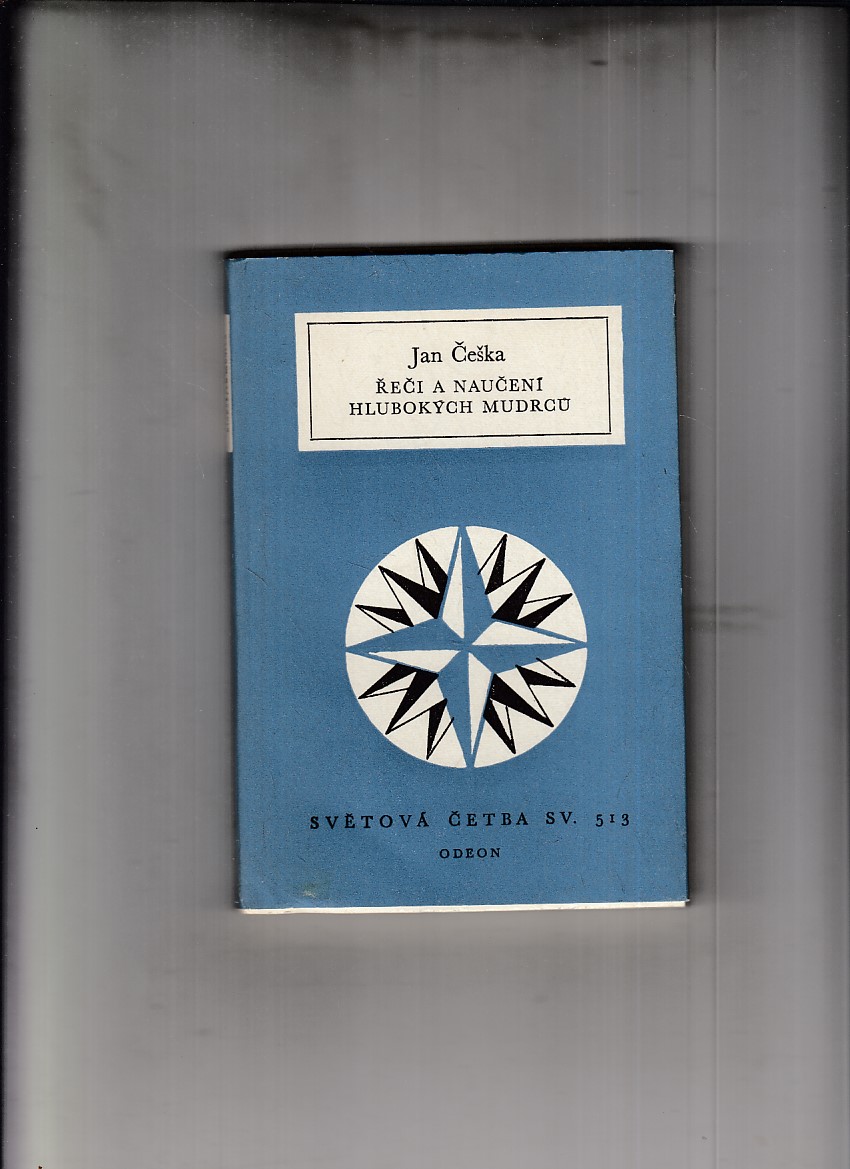 Jan Češka
ŘEČI A NAUČENÍ
HLUBOKÝCH MUDRCŮ
SVĚTOVÁ ČETBA SV. 513
ODEON